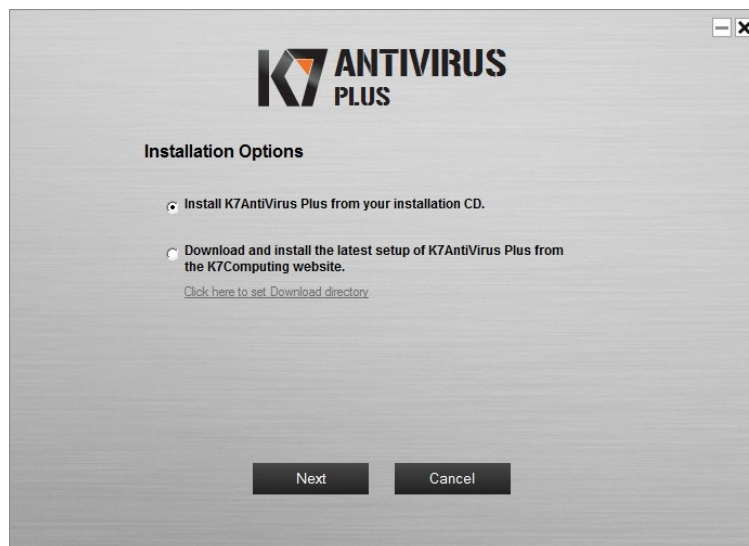 K7 ANTIVIRUS
PLUS
Installation Options
Install K7AntiVirus Plus from your installation CD.
Download and install the latest setup of K7AntiVirus Plus from
the K7Computing website.
Click here to set Download directory
Next
Cancel